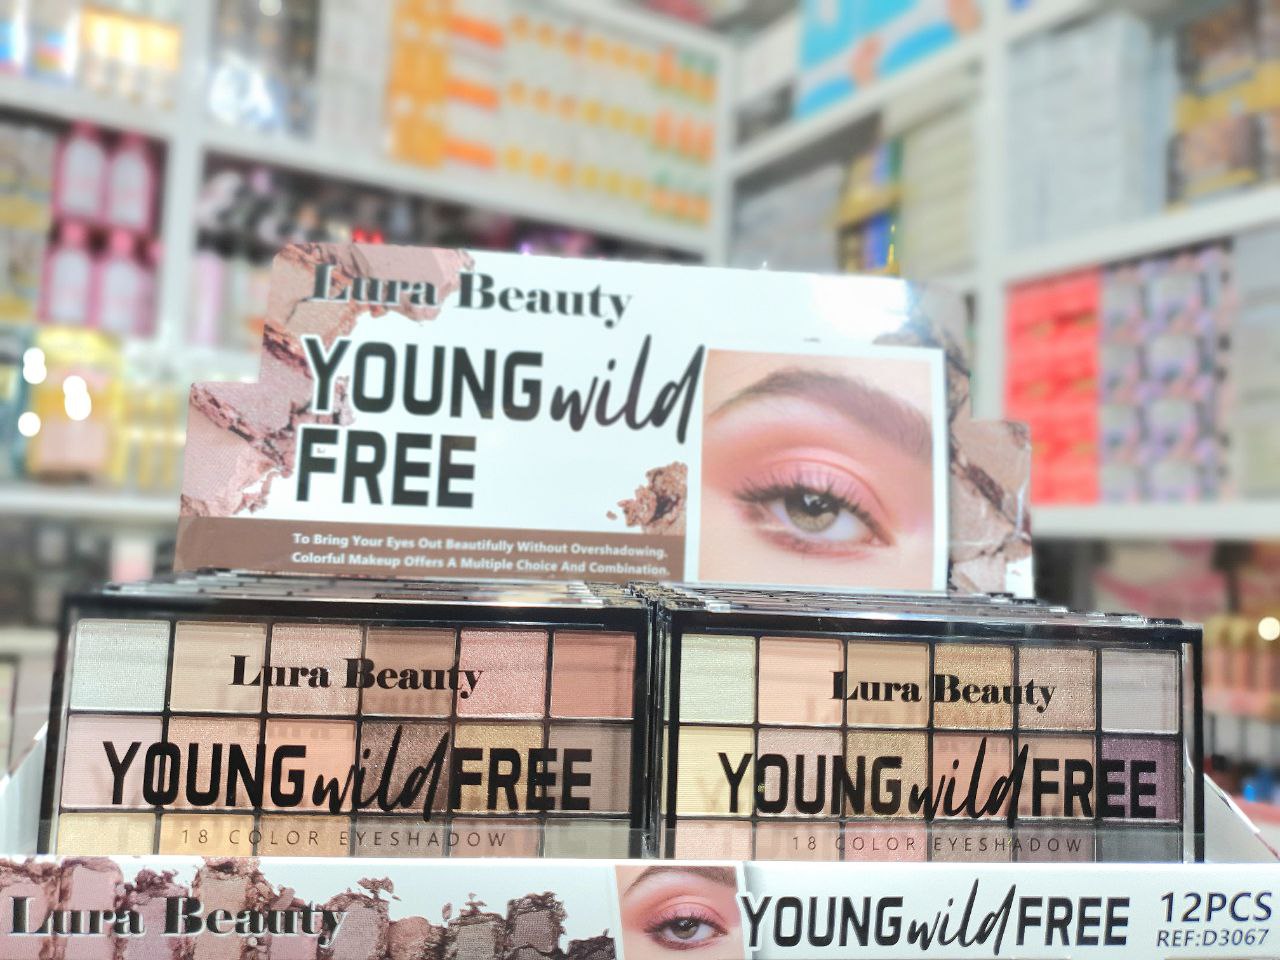 Lura Beauty
YOUNG wild
FREE
To Bring Your Eyes Out Beautifully Without Overshadowing.
Colorful Makeup Offers A Multiple Choice And Combination.
Lura Beauty
YOUNG wild FREE
18 COLOR EYESHADOW
Lura Beauty
YOUNG wild FREE
18 COLOR EYESHADOW
Lura Beauty
YOUNG wild FREE
12PCS
REF:D3067